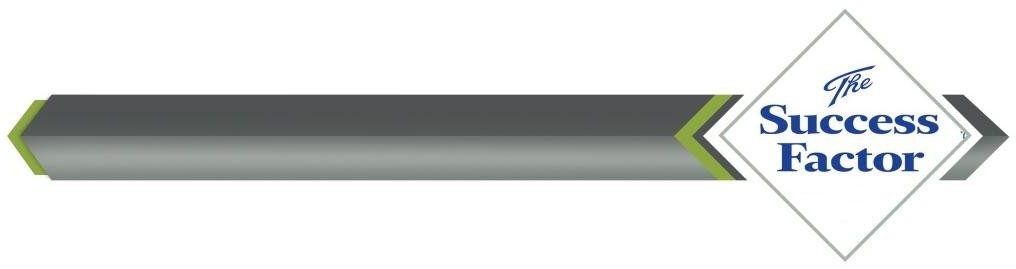 The
Success
Factor